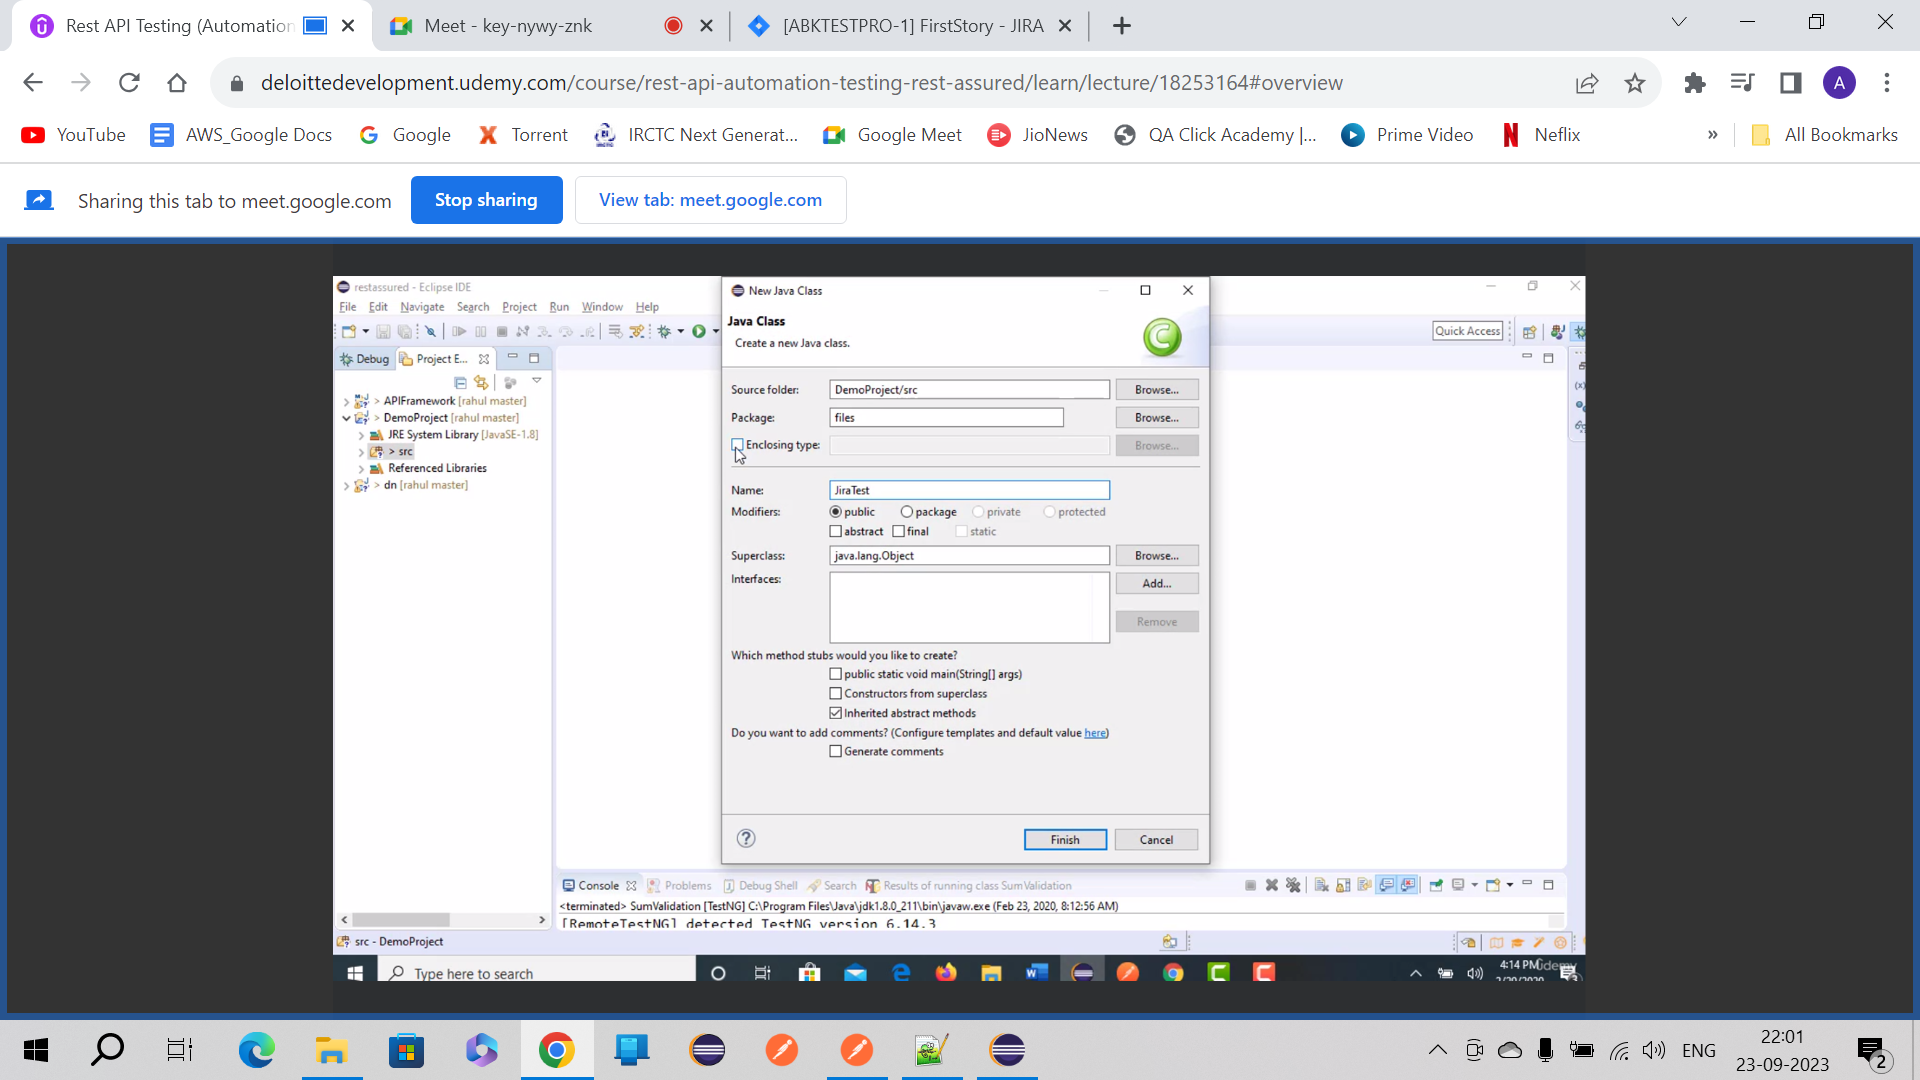 Rest API Testing (Automation
Meet - key-nywy-znk
[ABKTESTPRO-1] FirstStory - JIRA
deloittedevelopment.udemy.com/course/rest-api-automation-testing-rest-assured/learn/lecture/18253164#overview
A
YouTube
AWS_Google Docs
Google
Torrent
IRCTC Next Generat...
Google Meet
JioNews
QA Click Academy |...
Prime Video
Neflix
»
All Bookmarks
Sharing this tab to meet.google.com
Stop sharing
View tab: meet.google.com
restassured - Eclipse IDE
File Edit Navigate Search Project Run Window Help
Quick Access
Debug
Project E...
> APIFramework [rahul master]
> DemoProject [rahul master]
JRE System Library [JavaSE-1.8]
> src
Referenced Libraries
> dn [rahul master]
New Java Class
Java Class
Create a new Java class.
Source folder: DemoProject/src Browse...
Package: files Browse...
Enclosing type: Browse...
Name: JiraTest
Modifiers: public package private protected
abstract final static
Superclass: java.lang.Object Browse...
Interfaces: Add...
Remove
Which method stubs would you like to create?
public static void main(String[] args)
Constructors from superclass
Inherited abstract methods
Do you want to add comments? (Configure templates and default value here)
Generate comments
Finish Cancel
Console Problems Debug Shell Search Results of running class SumValidation
<terminated> SumValidation [TestNG] C:\Program Files\Java\jdk1.8.0_211\bin\javaw.exe (Feb 23, 2020, 8:12:56 AM)
[RemoteTestNG] detected TestNG version 6.14.3
src - DemoProject
Type here to search
4:14 PM
ENG
22:01
23-09-2023
2